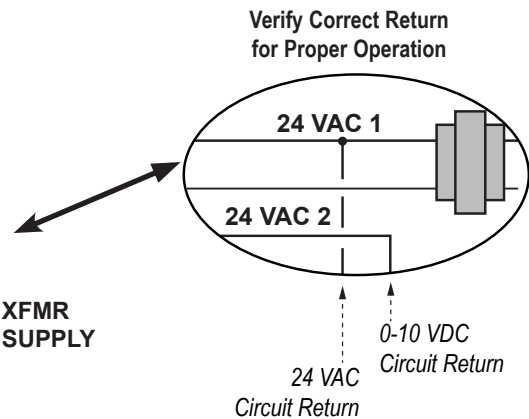 Verify Correct Return
for Proper Operation
24 VAC 1
24 VAC 2
XFMR
SUPPLY
0-10 VDC
Circuit Return
24 VAC
Circuit Return